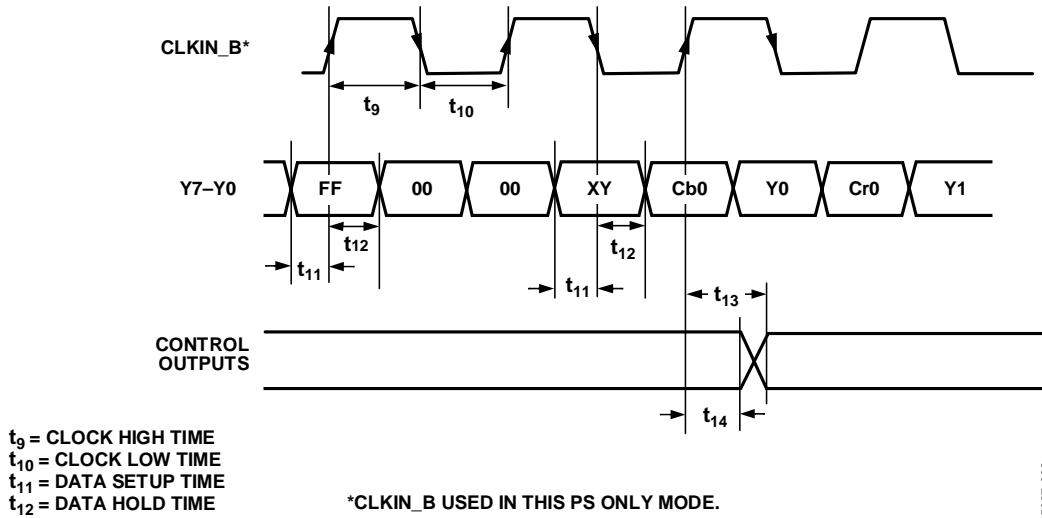 CLKIN_B*
t9
t10
Y7–Y0
FF
00
00
XY
Cb0
Y0
Cr0
Y1
t12
t12
t11
t11
t13
CONTROL
OUTPUTS
t14
t9 = CLOCK HIGH TIME
t10 = CLOCK LOW TIME
t11 = DATA SETUP TIME
t12 = DATA HOLD TIME
*CLKIN_B USED IN THIS PS ONLY MODE.